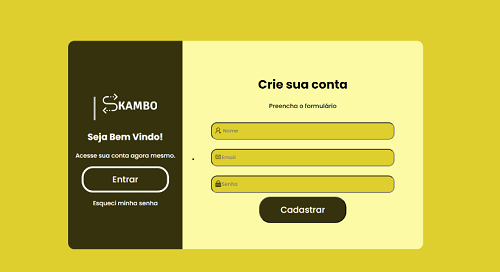 SKAMBO
Seja Bem Vindo!
Acesse sua conta agora mesmo.
Entrar
Esqueci minha senha
Crie sua conta
Preencha o formulário
Nome
Email
Senha
Cadastrar